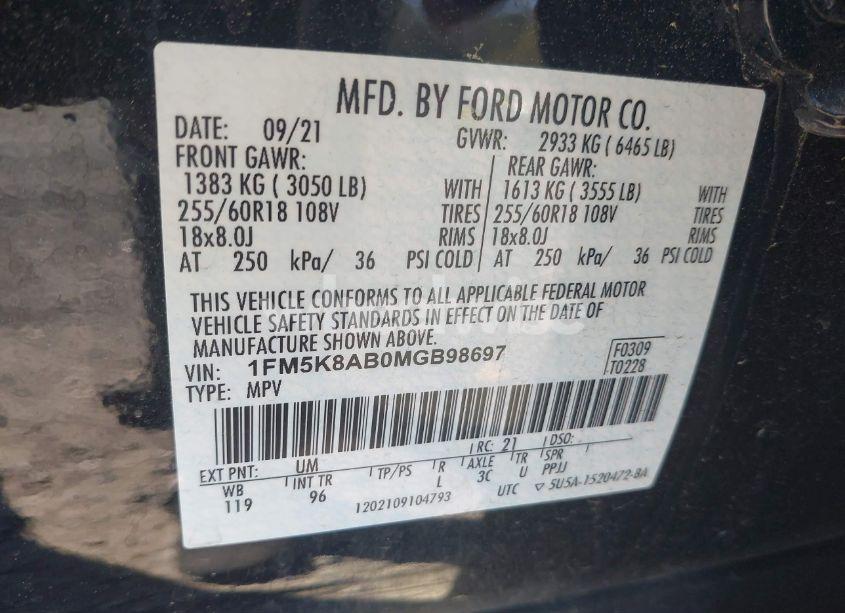 MFD. BY FORD MOTOR CO.
DATE: 09/21 GVWR: 2933 KG ( 6465 LB)
FRONT GAWR: REAR GAWR:
1383 KG ( 3050 LB) WITH 1613 KG ( 3555 LB) WITH
255/60R18 108V TIRES 255/60R18 108V TIRES
18x8.0J RIMS 18x8.0J RIMS
AT 250 kPa/ 36 PSI COLD AT 250 kPa/ 36 PSI COLD
THIS VEHICLE CONFORMS TO ALL APPLICABLE FEDERAL MOTOR
VEHICLE SAFETY STANDARDS IN EFFECT ON THE DATE OF
MANUFACTURE SHOWN ABOVE.
VIN: 1FM5K8AB0MGB98697 F0309
TYPE: MPV T0228
EXT PNT: UM RC: 21 DSO:
WB INT TR TP/PS R AXLE TR SPR
119 96 L 3C U PPJJ
1202109104793 UTC ▽ 5U5A-1520472-BA